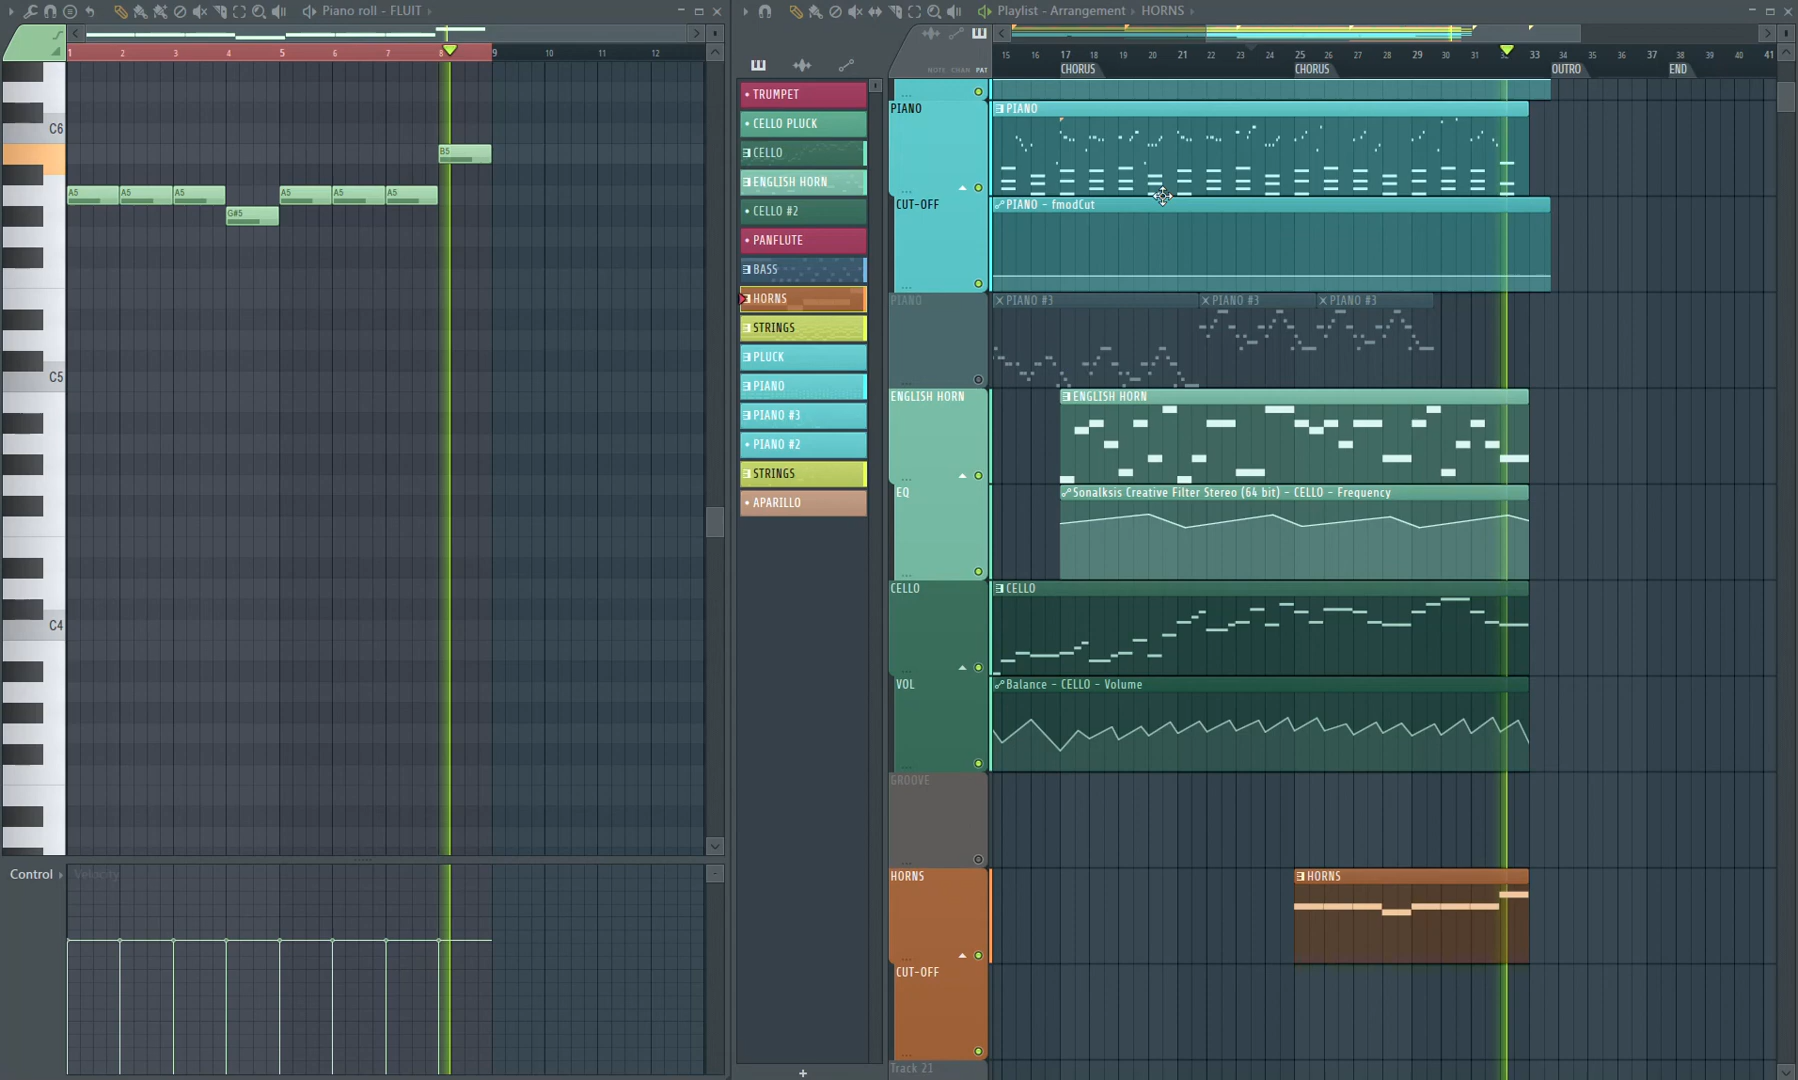 Piano roll - FLUIT
Playlist - Arrangement › HORNS ›
1 2 3 4 5 6 7 8 9 10 11 12
C6
C5
C4
B5
A5 A5 A5 A5 A5 A5
G#5
Control Velocity
TRUMPET
CELLO PLUCK
CELLO
ENGLISH HORN
CELLO #2
PANFLUTE
BASS
HORNS
STRINGS
PLUCK
PIANO
PIANO #3
PIANO #2
STRINGS
APARILLO
+
NOTE CHAN PAT
15 16 17 18 19 20 21 22 23 24 25 26 27 28 29 30 31 32 33 34 35 36 37 38 39 40 41
CHORUS CHORUS OUTRO END
PIANO PIANO
CUT-OFF PIANO - fmodCut
PIANO PIANO #3 PIANO #3 PIANO #3
ENGLISH HORN ENGLISH HORN
EQ Sonalksis Creative Filter Stereo (64 bit) - CELLO - Frequency
CELLO CELLO
VOL Balance - CELLO - Volume
GROOVE
HORNS HORNS
CUT-OFF
Track 21